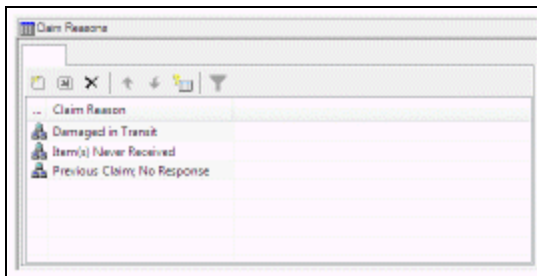 Claim Reasons
... Claim Reason
Damaged in Transit
Item(s) Never Received
Previous Claim; No Response